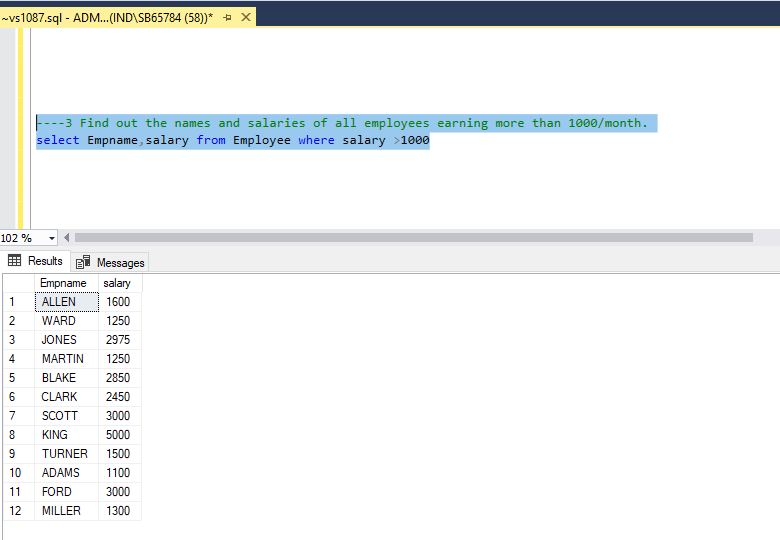 ~vs1087.sql - ADM...(IND\SB65784 (58))*
----3 Find out the names and salaries of all employees earning more than 1000/month.
select Empname,salary from Employee where salary >1000
102 %
Results Messages
Empname salary
1 ALLEN 1600
2 WARD 1250
3 JONES 2975
4 MARTIN 1250
5 BLAKE 2850
6 CLARK 2450
7 SCOTT 3000
8 KING 5000
9 TURNER 1500
10 ADAMS 1100
11 FORD 3000
12 MILLER 1300